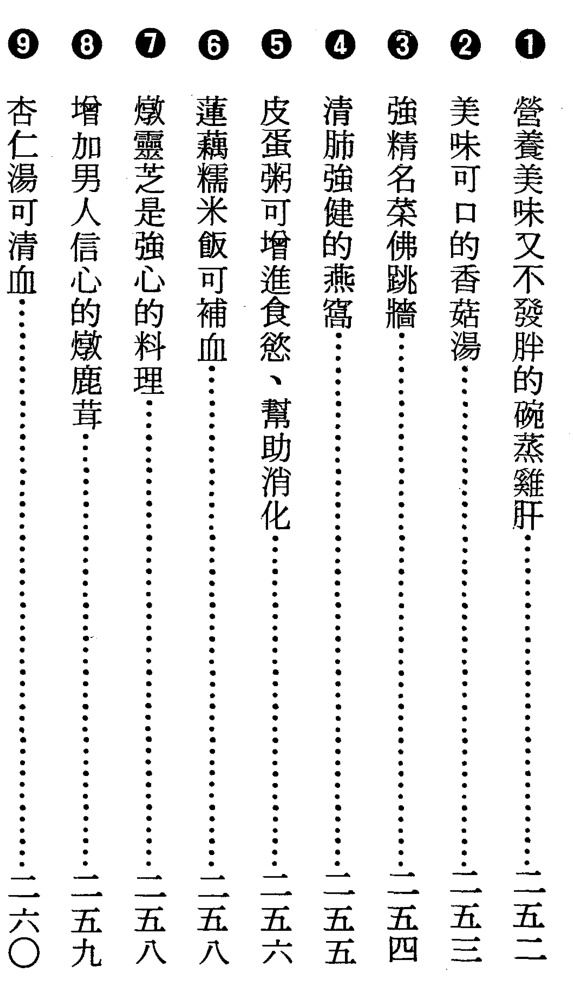 ❶ 營養美味又不發胖的碗蒸雞肝……………………二五二
❷ 美味可口的香菇湯……………………二五三
❸ 強精名菜佛跳牆……………………二五四
❹ 清肺強健的燕窩……………………二五五
❺ 皮蛋粥可增進食慾、幫助消化……………………二五六
❻ 蓮藕糯米飯可補血……………………二五八
❼ 燉靈芝是強心的料理……………………二五八
❽ 增加男人信心的燉鹿茸……………………二五九
❾ 杏仁湯可清血……………………二六〇